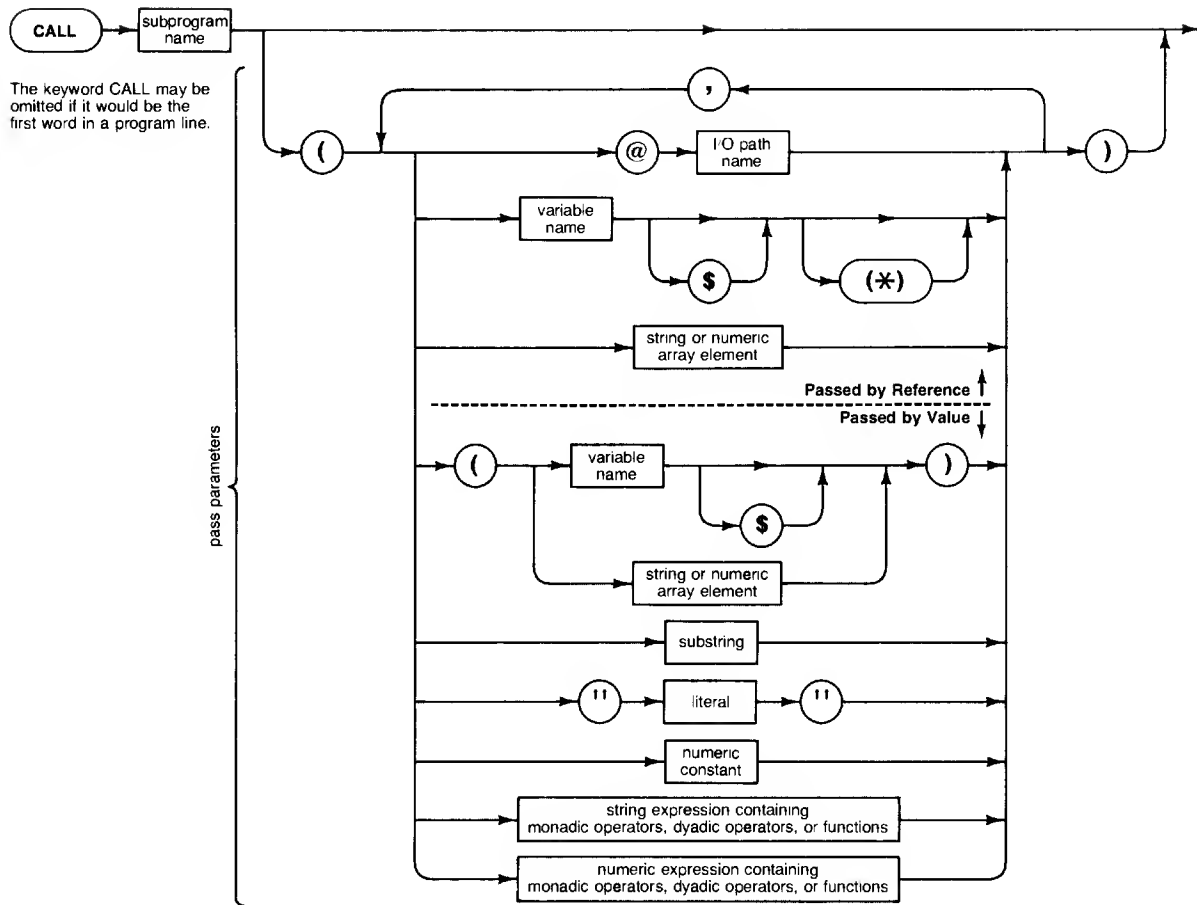 CALL
subprogram
name
The keyword CALL may be
omitted if it would be the
first word in a program line.
,
(
@
I/O path
name
)
variable
name
$
(*)
string or numeric
array element
Passed by Reference
Passed by Value
pass parameters
(
variable
name
)
$
string or numeric
array element
substring
"
literal
"
numeric
constant
string expression containing
monadic operators, dyadic operators, or functions
numeric expression containing
monadic operators, dyadic operators, or functions